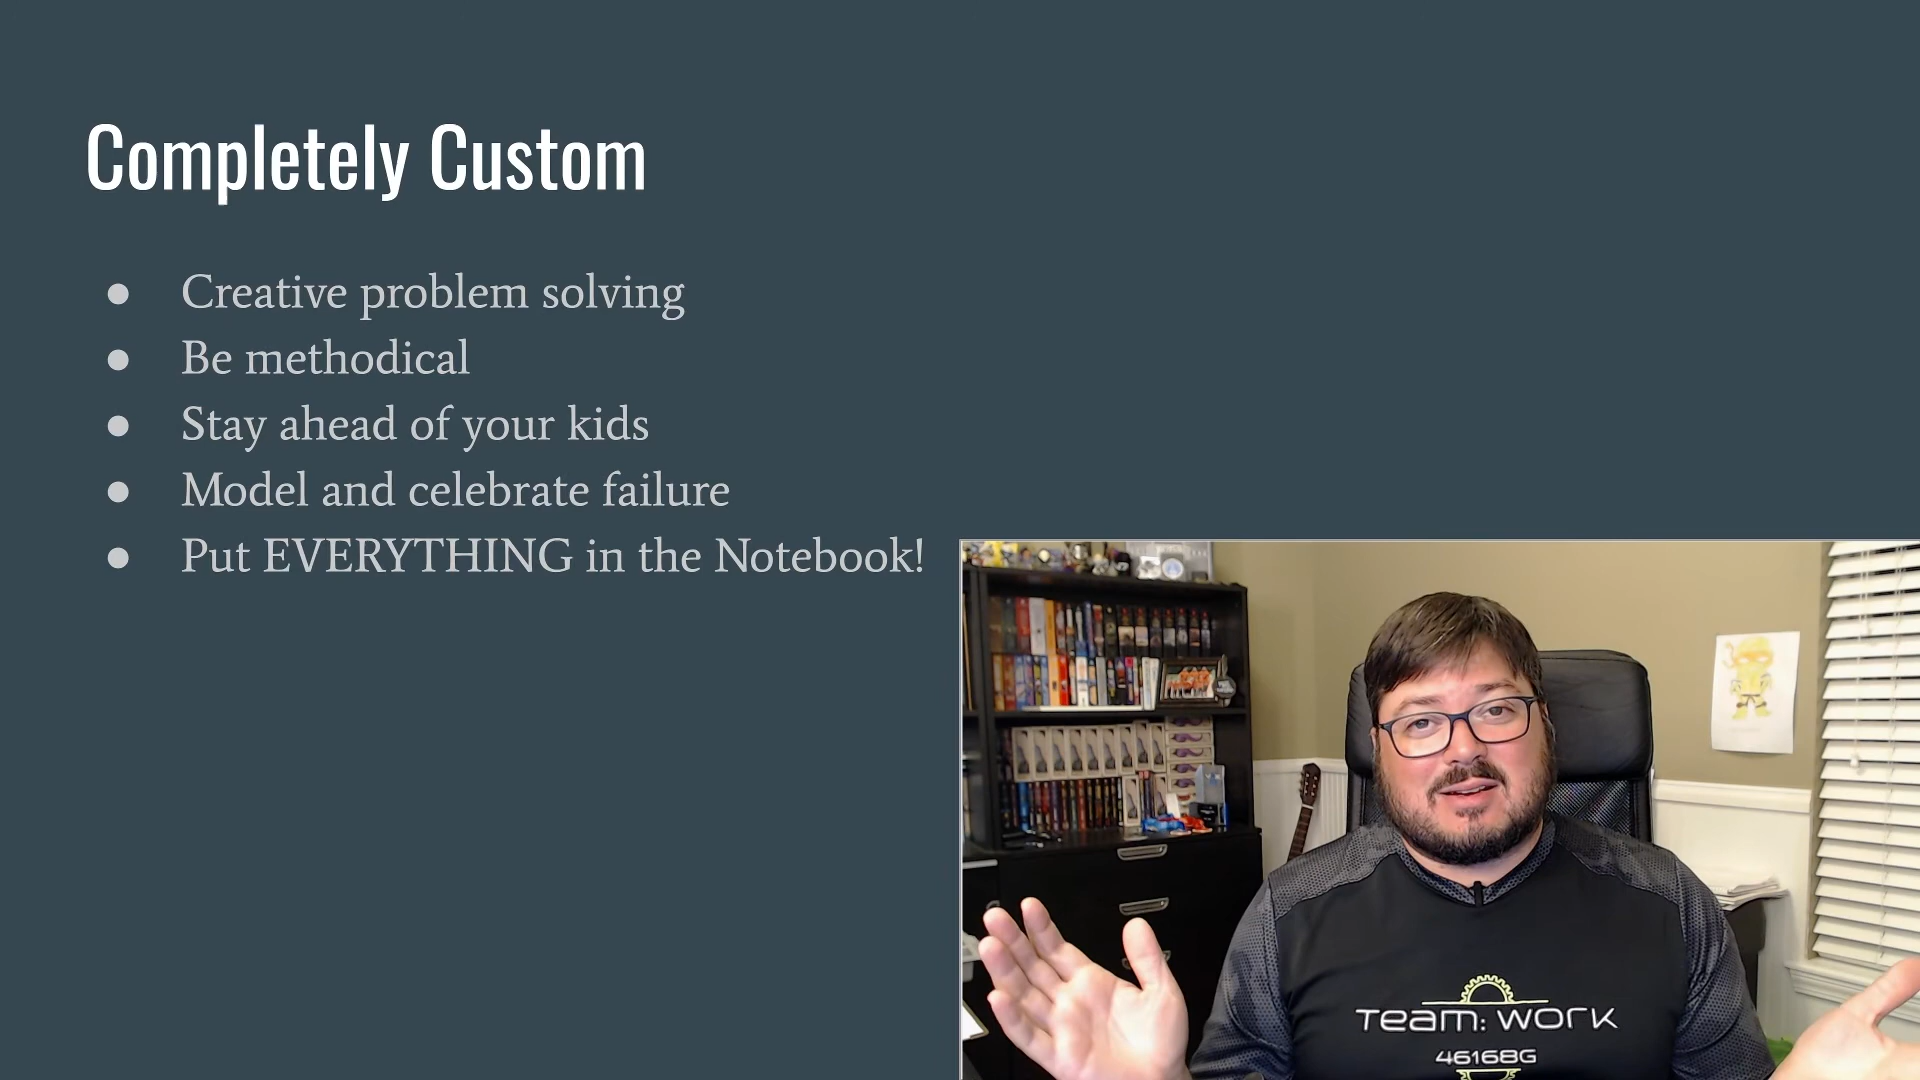 Completely Custom
● Creative problem solving
● Be methodical
● Stay ahead of your kids
● Model and celebrate failure
● Put EVERYTHING in the Notebook!
Team: WORK
46168G